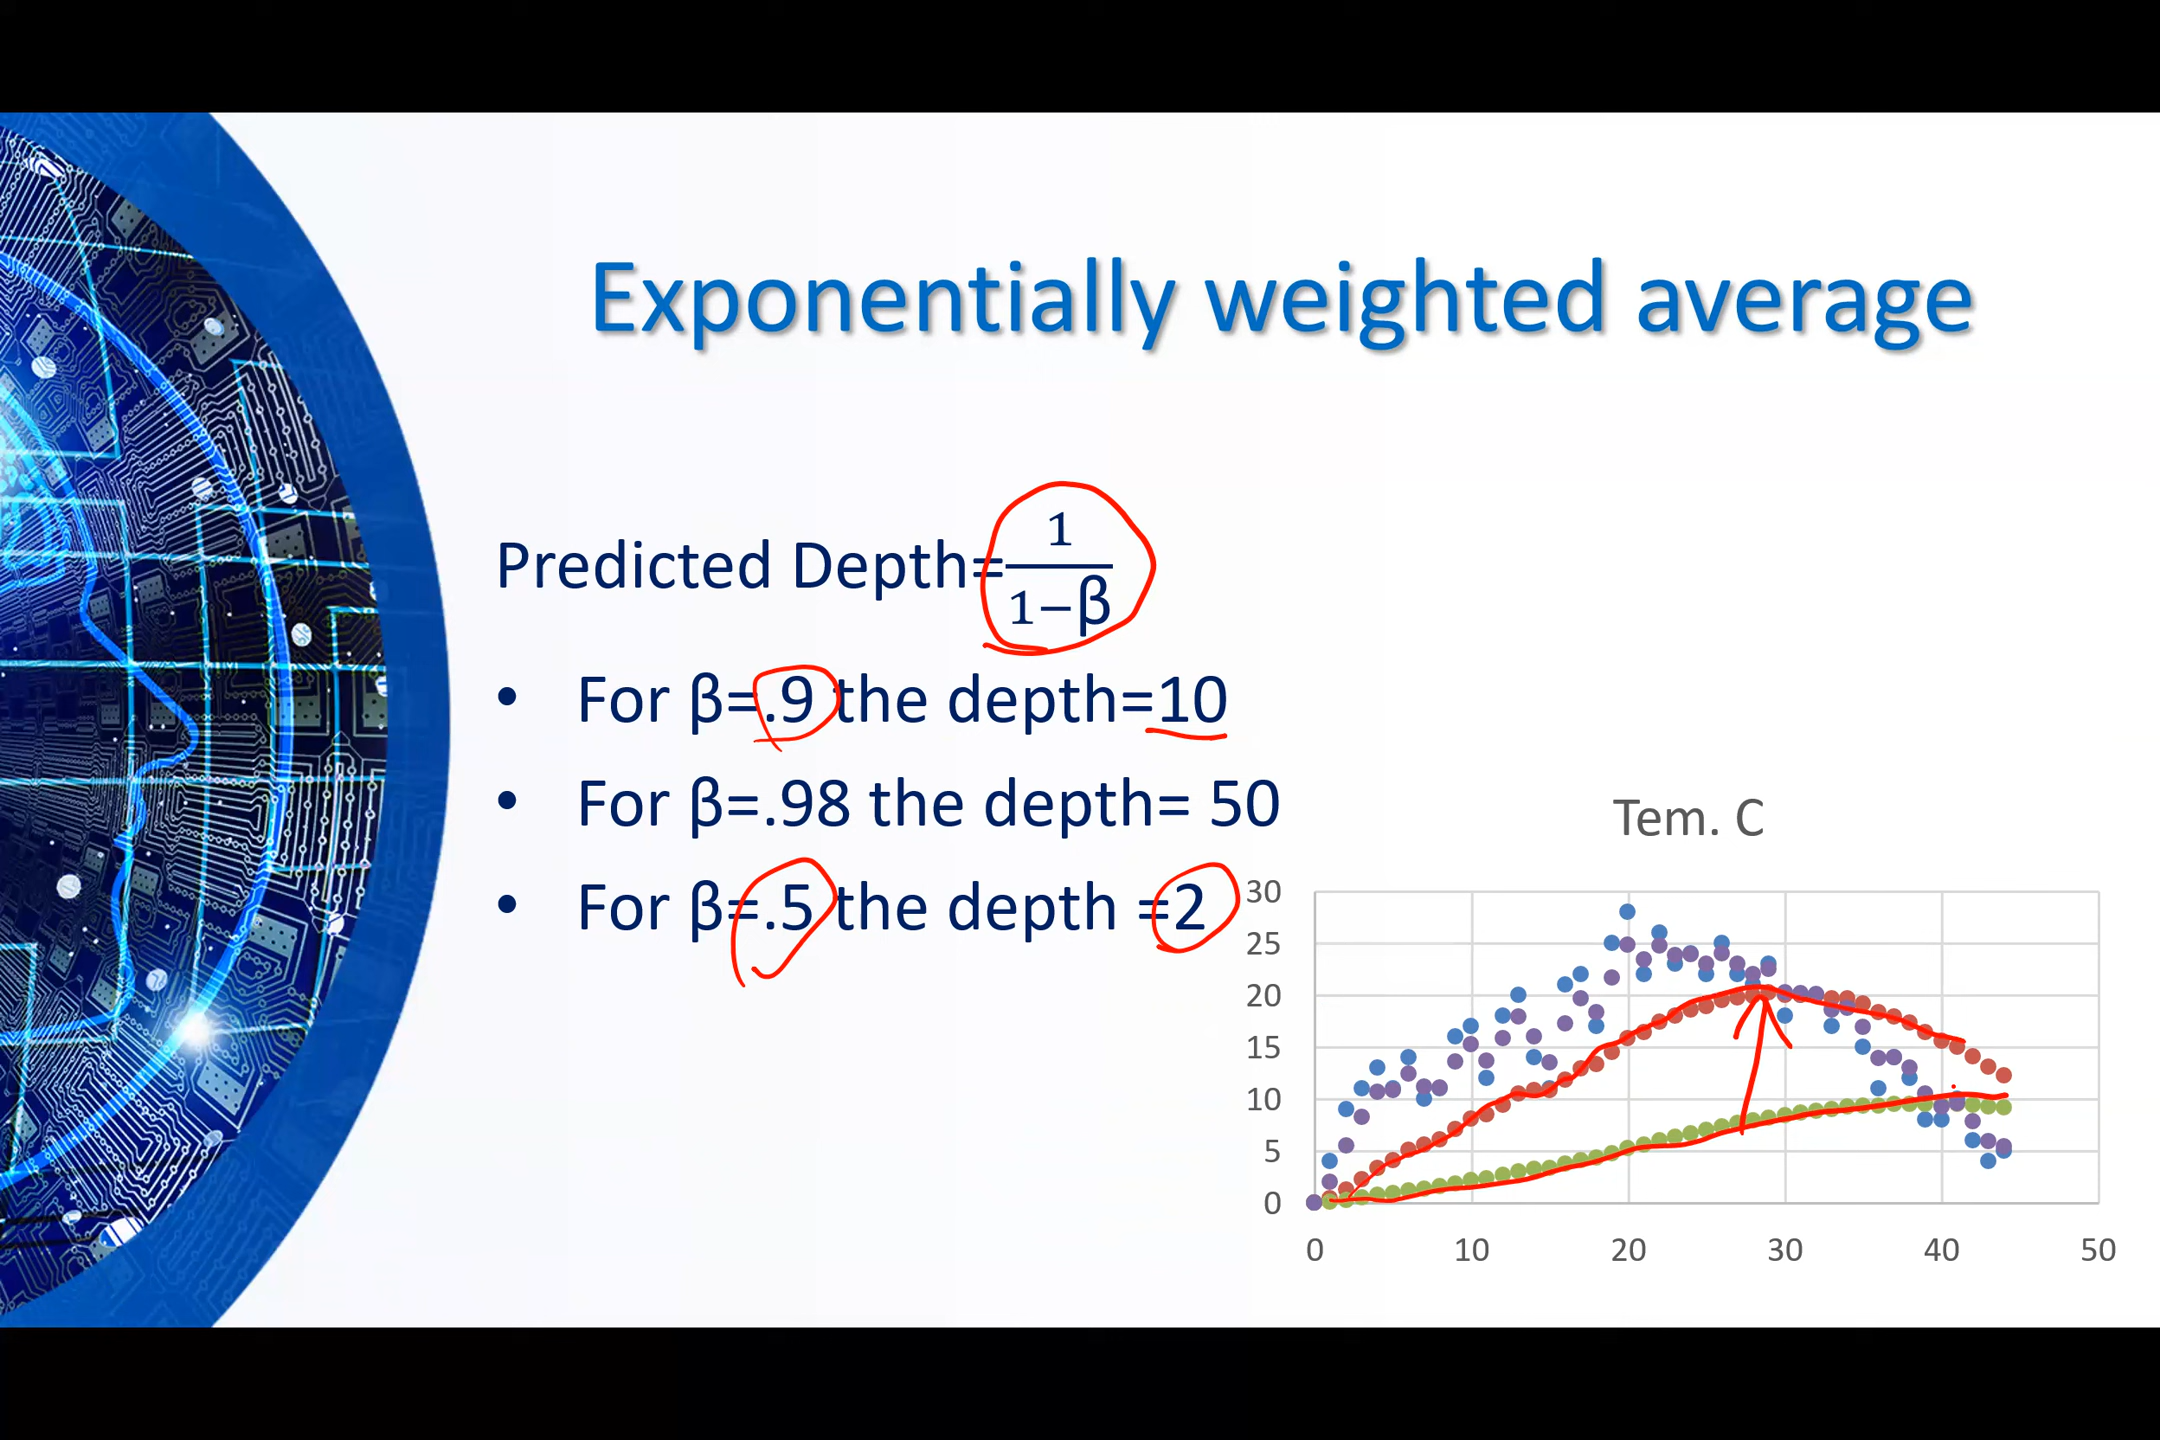 Exponentially weighted average
Predicted Depth=1/(1−β)
• For β=.9 the depth=10
• For β=.98 the depth= 50
• For β=.5 the depth =2
Tem. C
30
25
20
15
10
5
0
0 10 20 30 40 50